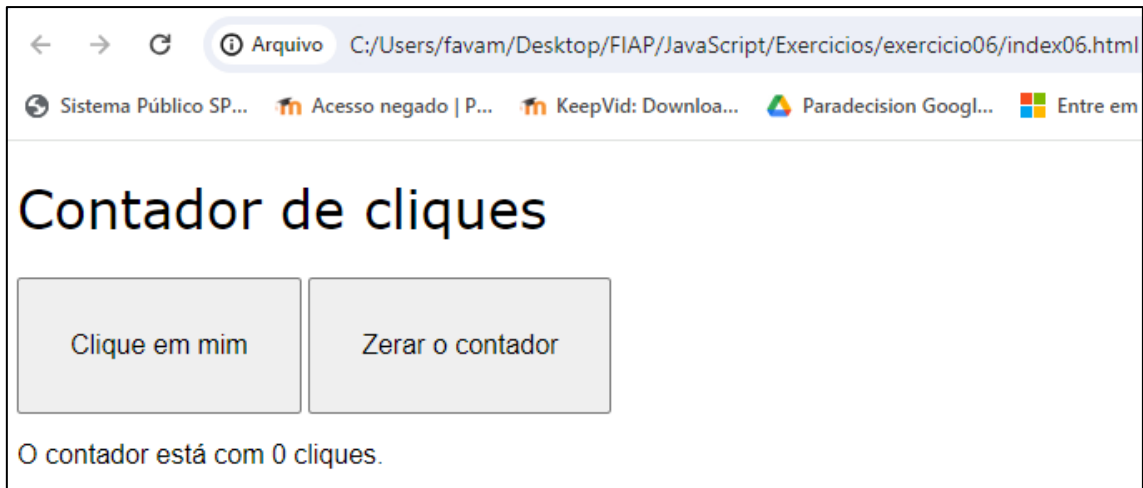 Arquivo C:/Users/favam/Desktop/FIAP/JavaScript/Exercicios/exercicio06/index06.html
Sistema Público SP... Acesso negado | P... KeepVid: Downloa... Paradecision Googl... Entre em
Contador de cliques
Clique em mim Zerar o contador
O contador está com 0 cliques.